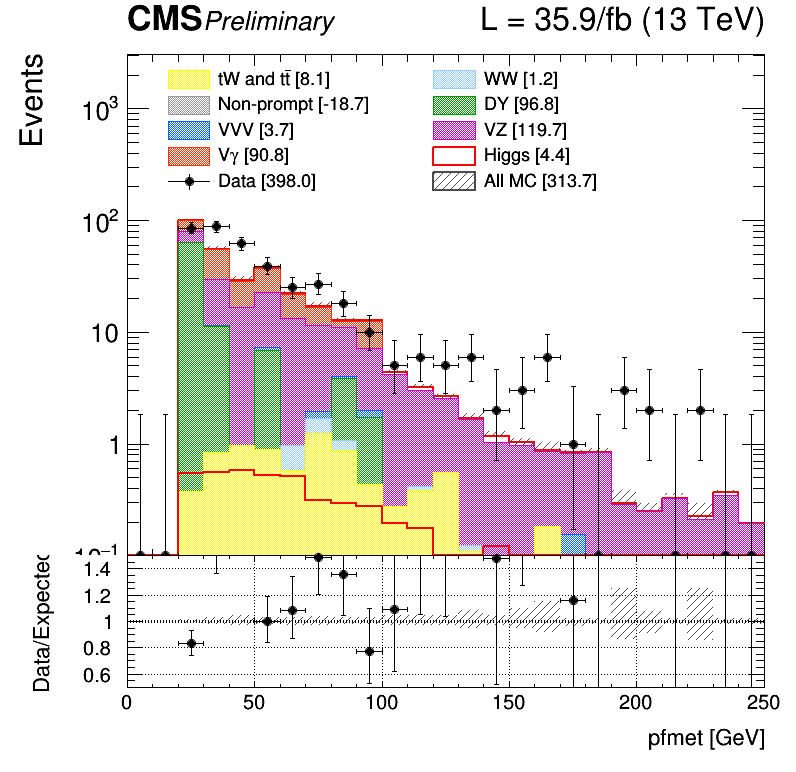 CMS Preliminary L = 35.9/fb (13 TeV)
Events
tW and tt̄ [8.1] WW [1.2]
Non-prompt [-18.7] DY [96.8]
VVV [3.7] VZ [119.7]
Vγ [90.8] Higgs [4.4]
Data [398.0] All MC [313.7]
10³
10²
10
1
10⁻¹
Data/Expected
1.4
1.2
1
0.8
0.6
0 50 100 150 200 250
pfmet [GeV]